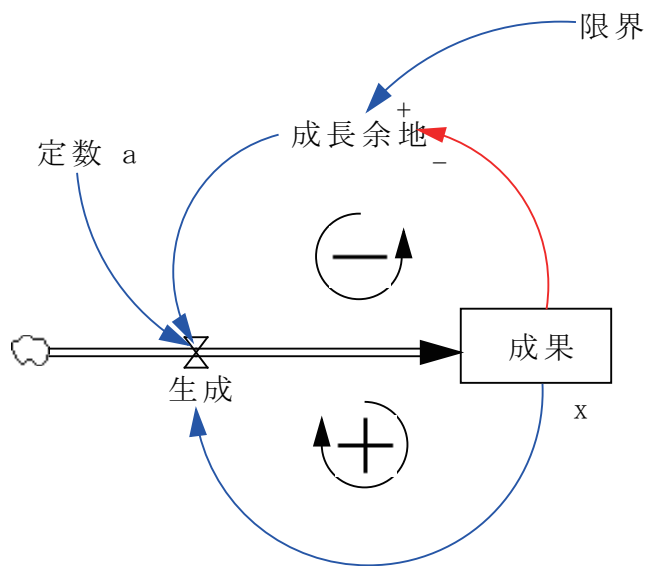 限界
+
成長余地
−
定数 a
−
成果
生成
x
+